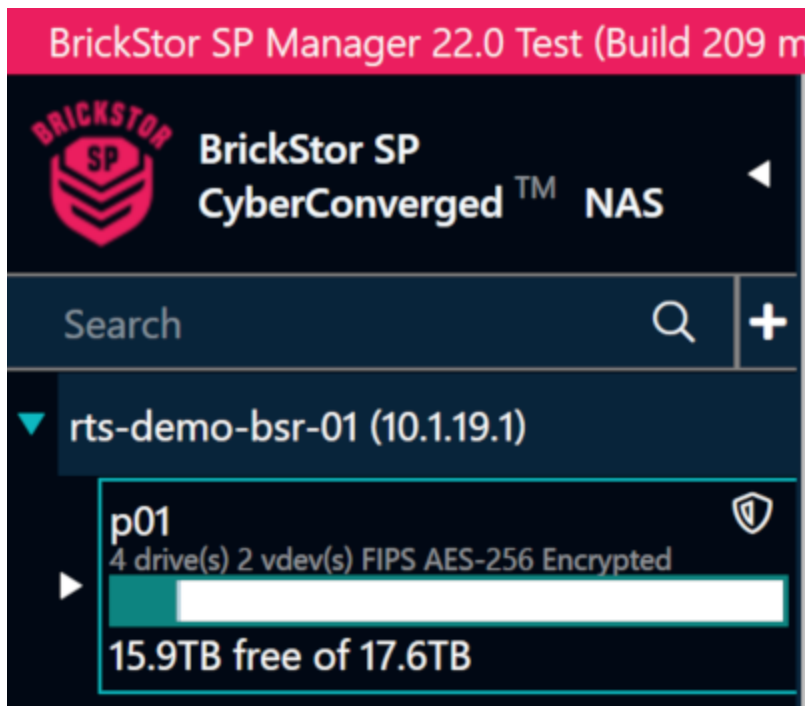 BrickStor SP Manager 22.0 Test (Build 209 m
BRICKSTOR
SP
BrickStor SP
CyberConverged TM NAS
Search
rts-demo-bsr-01 (10.1.19.1)
p01
4 drive(s) 2 vdev(s) FIPS AES-256 Encrypted
15.9TB free of 17.6TB